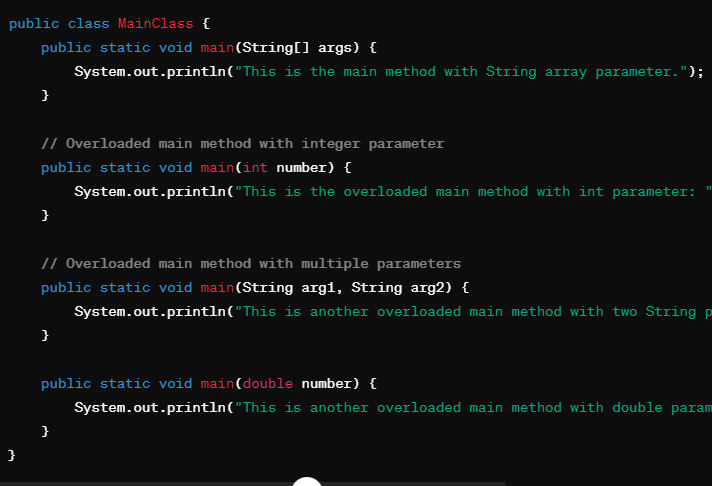 public class MainClass {
    public static void main(String[] args) {
        System.out.println("This is the main method with String array parameter.");
    }

    // Overloaded main method with integer parameter
    public static void main(int number) {
        System.out.println("This is the overloaded main method with int parameter: "
    }

    // Overloaded main method with multiple parameters
    public static void main(String arg1, String arg2) {
        System.out.println("This is another overloaded main method with two String p
    }

    public static void main(double number) {
        System.out.println("This is another overloaded main method with double param
    }
}